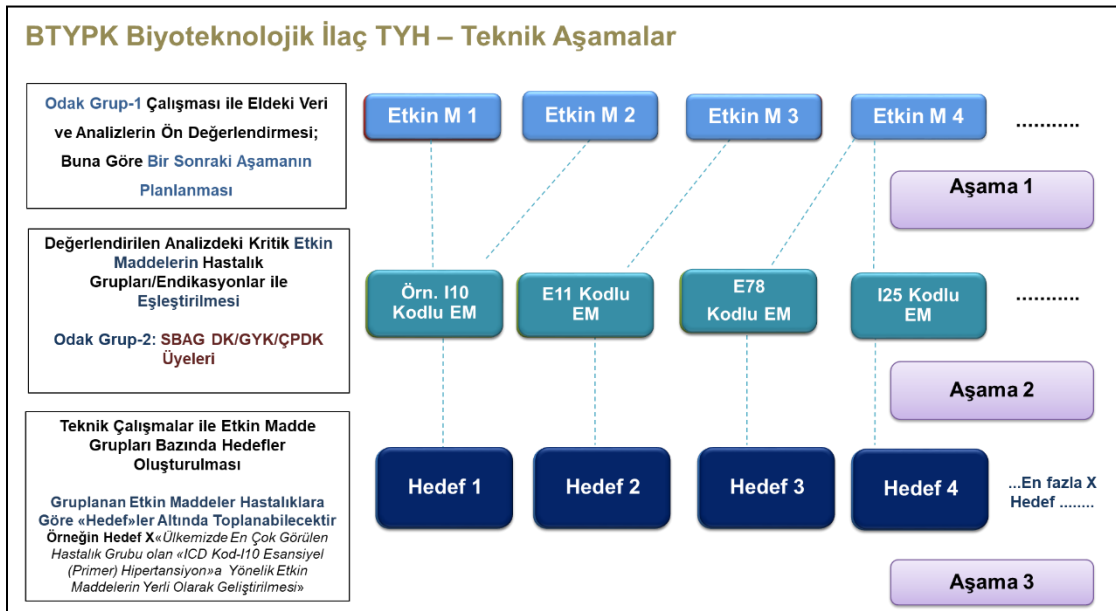 BTYPK Biyoteknolojik İlaç TYH – Teknik Aşamalar
Odak Grup-1 Çalışması ile Eldeki Veri
ve Analizlerin Ön Değerlendirmesi;
Buna Göre Bir Sonraki Aşamanın
Planlanması
Etkin M 1
Etkin M 2
Etkin M 3
Etkin M 4
...........
Aşama 1
Değerlendirilen Analizdeki Kritik Etkin
Maddelerin Hastalık
Grupları/Endikasyonlar ile
Eşleştirilmesi
Odak Grup-2: SBAG DK/GYK/ÇPDK
Üyeleri
Örn. I10
Kodlu EM
E11 Kodlu
EM
E78
Kodlu EM
I25 Kodlu
EM
...........
Aşama 2
Teknik Çalışmalar ile Etkin Madde
Grupları Bazında Hedefler
Oluşturulması
Gruplanan Etkin Maddeler Hastalıklara
Göre «Hedef»ler Altında Toplanabilecektir
Örneğin Hedef X«Ülkemizde En Çok Görülen
Hastalık Grubu olan «ICD Kod-I10 Esansiyel
(Primer) Hipertansiyon»a Yönelik Etkin
Maddelerin Yerli Olarak Geliştirilmesi»
Hedef 1
Hedef 2
Hedef 3
Hedef 4
...En fazla X
Hedef ........
Aşama 3